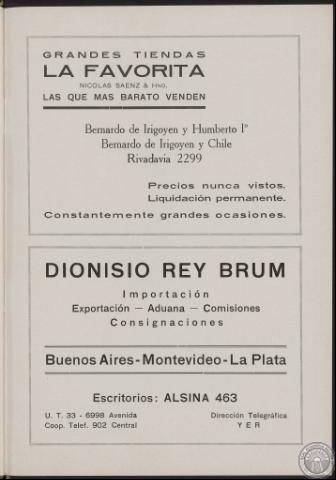 GRANDES TIENDAS
LA FAVORITA
NICOLAS SAENZ & Hno.
LAS QUE MAS BARATO VENDEN
Bernardo de Irigoyen y Humberto I°
Bernardo de Irigoyen y Chile
Rivadavia 2299
Precios nunca vistos.
Liquidación permanente.
Constantemente grandes ocasiones.
DIONISIO REY BRUM
Importación
Exportación — Aduana — Comisiones
Consignaciones
Buenos Aires - Montevideo - La Plata
Escritorios: ALSINA 463
U. T. 33 - 6998 Avenida
Coop. Telef. 902 Central
Dirección Telegráfica
YER